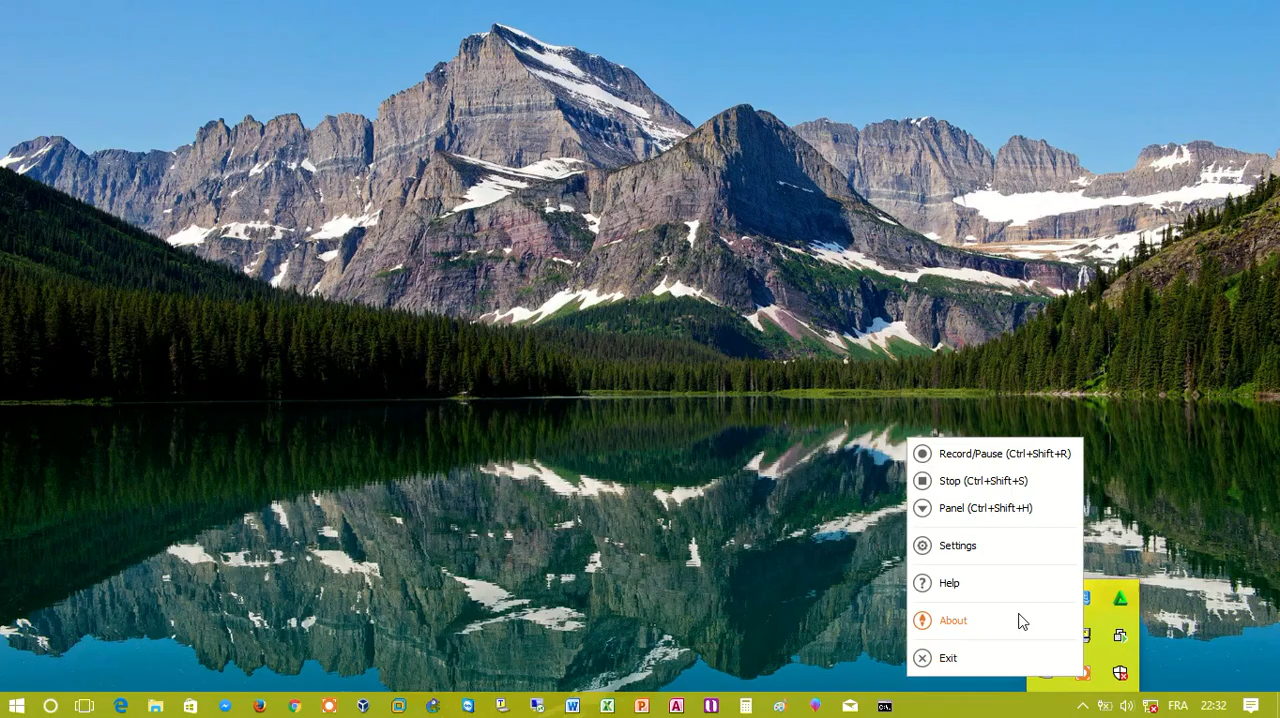 Record/Pause (Ctrl+Shift+R)
Stop (Ctrl+Shift+S)
Panel (Ctrl+Shift+H)
Settings
Help
About
Exit
FRA
22:32